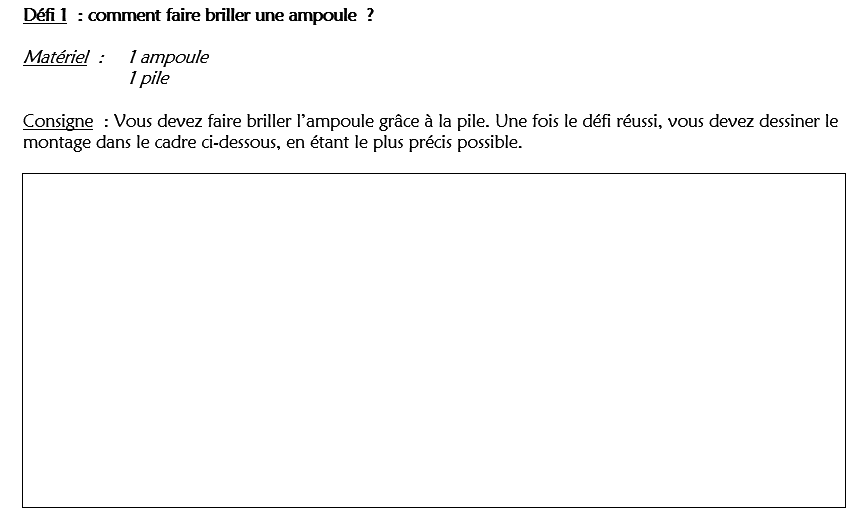 Défi 1 : comment faire briller une ampoule ?
Matériel : 1 ampoule
1 pile
Consigne : Vous devez faire briller l’ampoule grâce à la pile. Une fois le défi réussi, vous devez dessiner le
montage dans le cadre ci-dessous, en étant le plus précis possible.